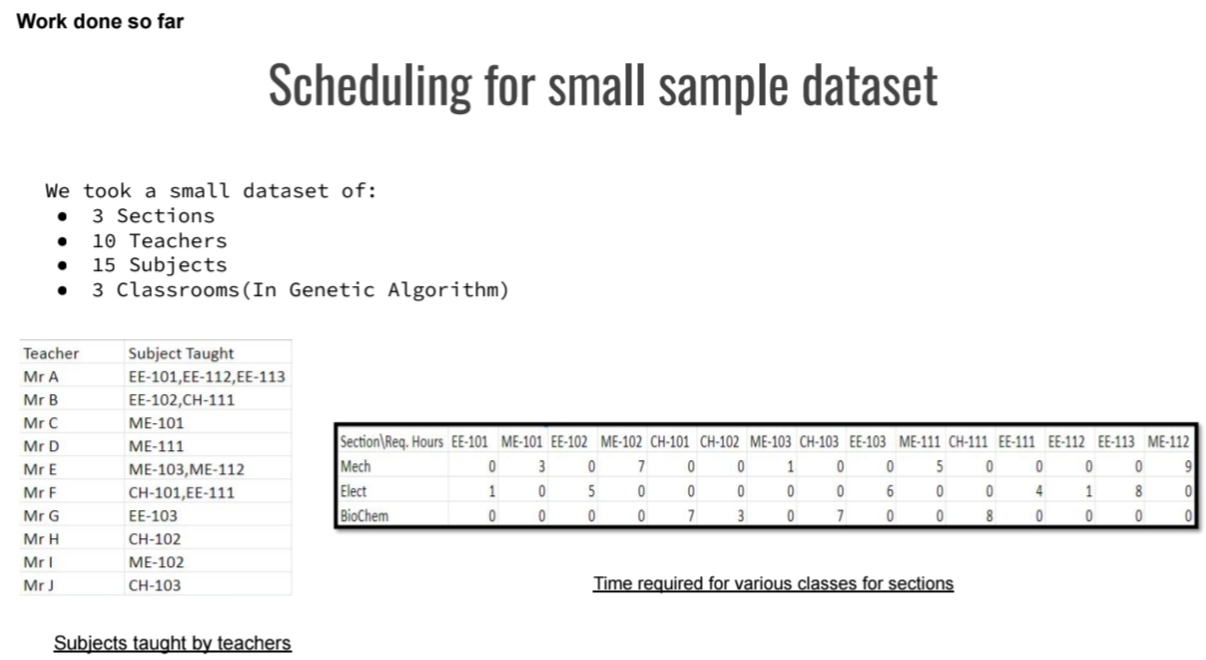 Work done so far
Scheduling for small sample dataset
We took a small dataset of:
● 3 Sections
● 10 Teachers
● 15 Subjects
● 3 Classrooms(In Genetic Algorithm)
Teacher Subject Taught
Mr A EE-101,EE-112,EE-113
Mr B EE-102,CH-111
Mr C ME-101
Mr D ME-111
Mr E ME-103,ME-112
Mr F CH-101,EE-111
Mr G EE-103
Mr H CH-102
Mr I ME-102
Mr J CH-103
Subjects taught by teachers
Section\Req. Hours EE-101 ME-101 EE-102 ME-102 CH-101 CH-102 ME-103 CH-103 EE-103 ME-111 CH-111 EE-111 EE-112 EE-113 ME-112
Mech 0 3 0 7 0 0 1 0 0 5 0 0 0 0 9
Elect 1 0 5 0 0 0 0 0 6 0 0 4 1 8 0
BioChem 0 0 0 0 7 3 0 7 0 0 8 0 0 0 0
Time required for various classes for sections